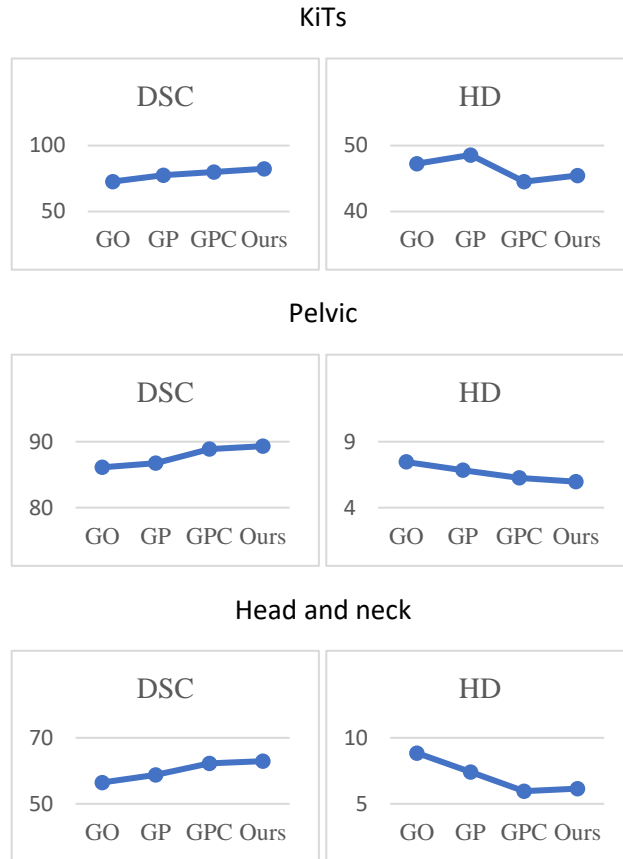 KiTs
DSC
100
50
GO GP GPC Ours
HD
50
40
GO GP GPC Ours
Pelvic
DSC
90
80
GO GP GPC Ours
HD
9
4
GO GP GPC Ours
Head and neck
DSC
70
50
GO GP GPC Ours
HD
10
5
GO GP GPC Ours